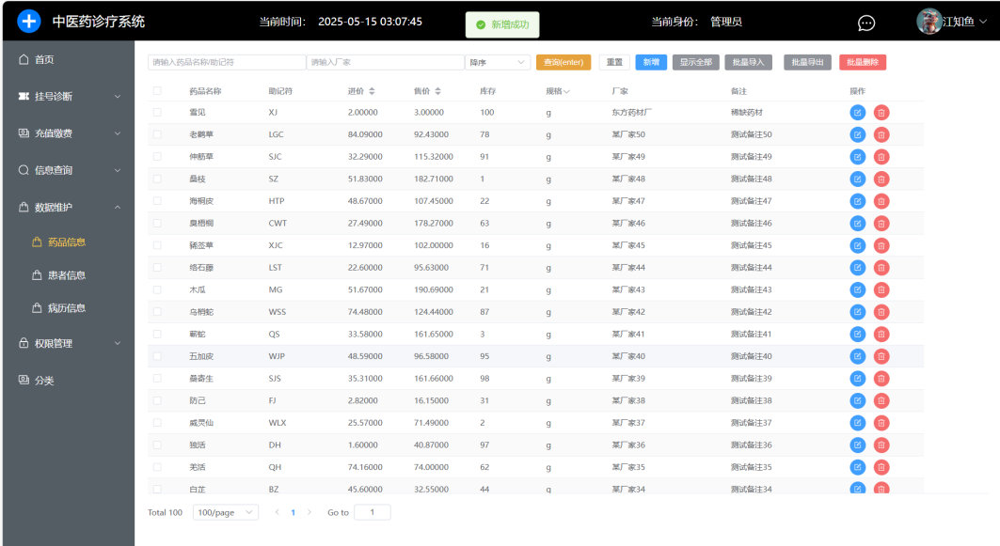 中医药诊疗系统 当前时间： 2025-05-15 03:07:45 新增成功 当前身份： 管理员 江知鱼
首页
挂号诊断
充值缴费
信息查询
数据维护
药品信息
患者信息
病历信息
权限管理
分类
请输入药品名称/助记符 请输入厂家 降序 查询(enter) 重置 新增 显示全部 批量导入 批量导出 批量删除
药品名称 助记符 进价 售价 库存 规格 厂家 备注 操作
雪见 XJ 2.00000 3.00000 100 g 东方药材厂 稀缺药材
老鹳草 LGC 84.09000 92.43000 78 g 某厂家50 测试备注50
伸筋草 SJC 32.29000 115.32000 91 g 某厂家49 测试备注49
桑枝 SZ 51.83000 182.71000 1 g 某厂家48 测试备注48
海桐皮 HTP 48.67000 107.45000 22 g 某厂家47 测试备注47
臭梧桐 CWT 27.49000 178.27000 63 g 某厂家46 测试备注46
豨莶草 XJC 12.97000 102.00000 16 g 某厂家45 测试备注45
络石藤 LST 22.60000 95.63000 71 g 某厂家44 测试备注44
木瓜 MG 51.67000 190.69000 21 g 某厂家43 测试备注43
乌梢蛇 WSS 74.48000 124.44000 87 g 某厂家42 测试备注42
蕲蛇 QS 33.58000 161.65000 3 g 某厂家41 测试备注41
五加皮 WJP 48.59000 96.58000 95 g 某厂家40 测试备注40
桑寄生 SJS 35.31000 161.66000 98 g 某厂家39 测试备注39
防己 FJ 2.82000 16.15000 31 g 某厂家38 测试备注38
威灵仙 WLX 25.57000 71.49000 2 g 某厂家37 测试备注37
独活 DH 1.60000 40.87000 97 g 某厂家36 测试备注36
羌活 QH 74.16000 74.00000 62 g 某厂家35 测试备注35
白芷 BZ 45.60000 32.55000 44 g 某厂家34 测试备注34
Total 100 100/page 1 Go to 1